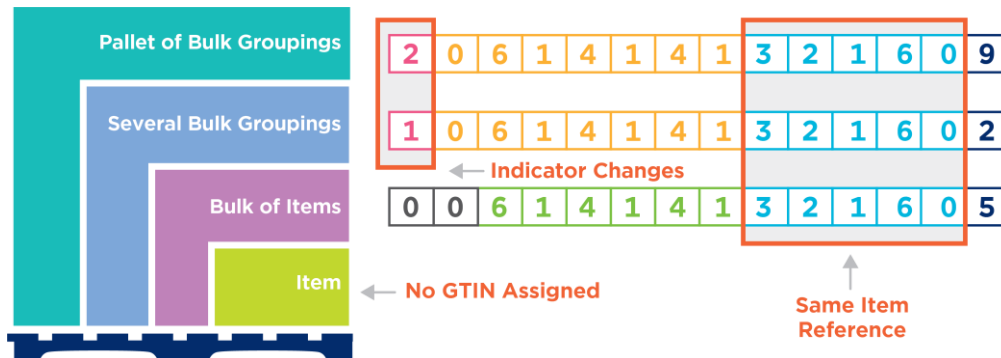 Pallet of Bulk Groupings
2 0 6 1 4 1 4 1 3 2 1 6 0 9
Several Bulk Groupings
1 0 6 1 4 1 4 1 3 2 1 6 0 2
Indicator Changes
Bulk of Items
0 0 6 1 4 1 4 1 3 2 1 6 0 5
Item
No GTIN Assigned
Same Item
Reference